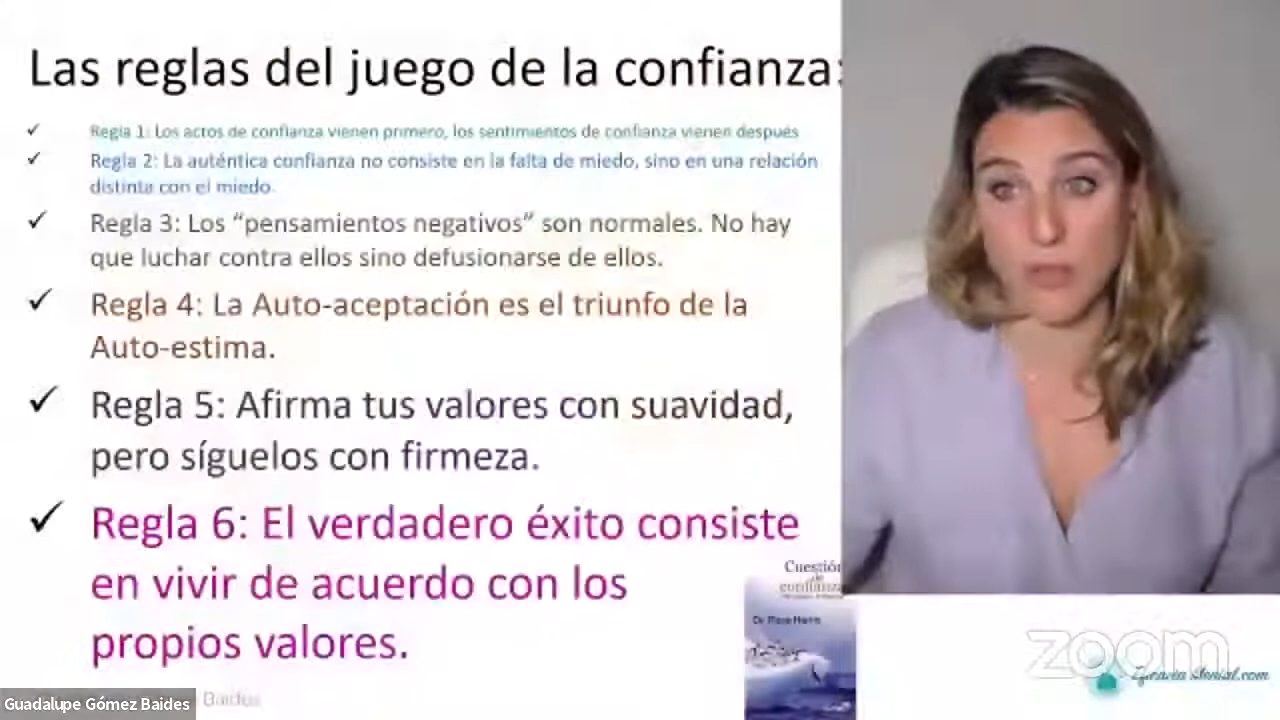 Las reglas del juego de la confianza:
✓ Regla 1: Los actos de confianza vienen primero, los sentimientos de confianza vienen después
✓ Regla 2: La auténtica confianza no consiste en la falta de miedo, sino en una relación
distinta con el miedo.
✓ Regla 3: Los “pensamientos negativos” son normales. No hay
que luchar contra ellos sino defusionarse de ellos.
✓ Regla 4: La Auto-aceptación es el triunfo de la
Auto-estima.
✓ Regla 5: Afirma tus valores con suavidad,
pero síguelos con firmeza.
✓ Regla 6: El verdadero éxito consiste
en vivir de acuerdo con los
propios valores.
Cuestión
de
confianza
Dr. Russ Harris
zoom
Baides
Guadalupe Gómez Baides